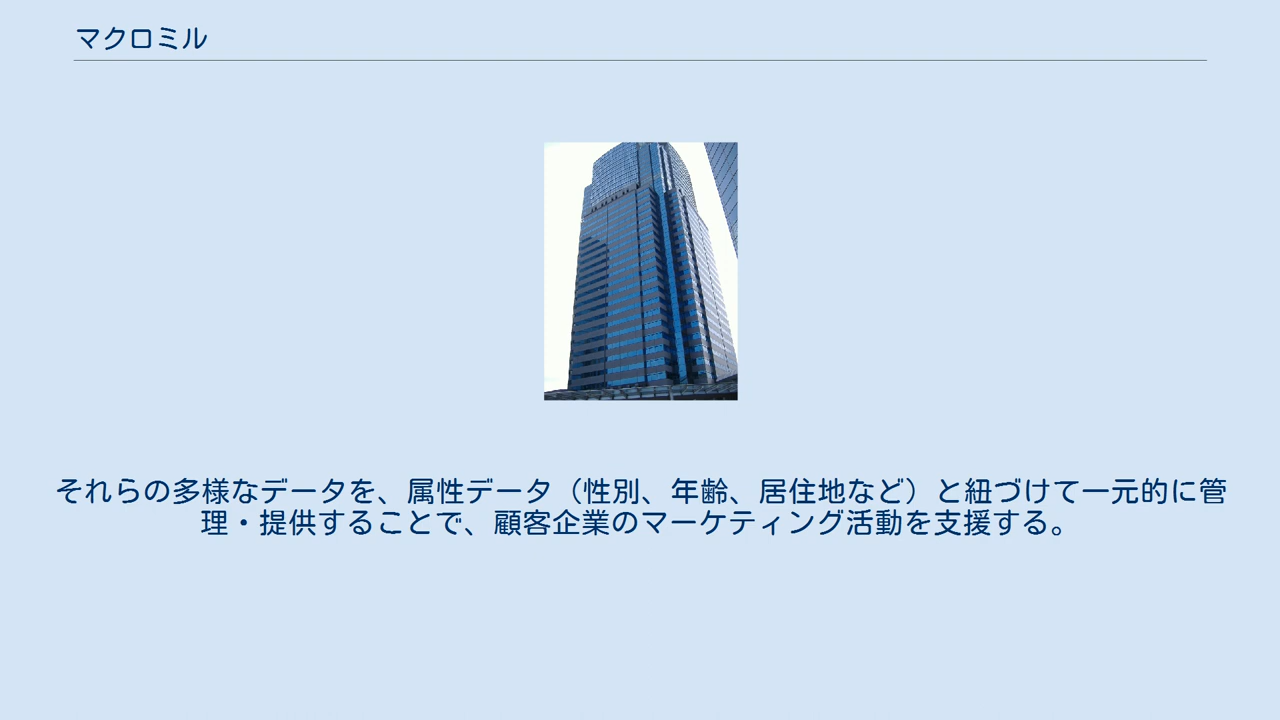 マクロミル
それらの多様なデータを、属性データ（性別、年齢、居住地など）と紐づけて一元的に管
理・提供することで、顧客企業のマーケティング活動を支援する。